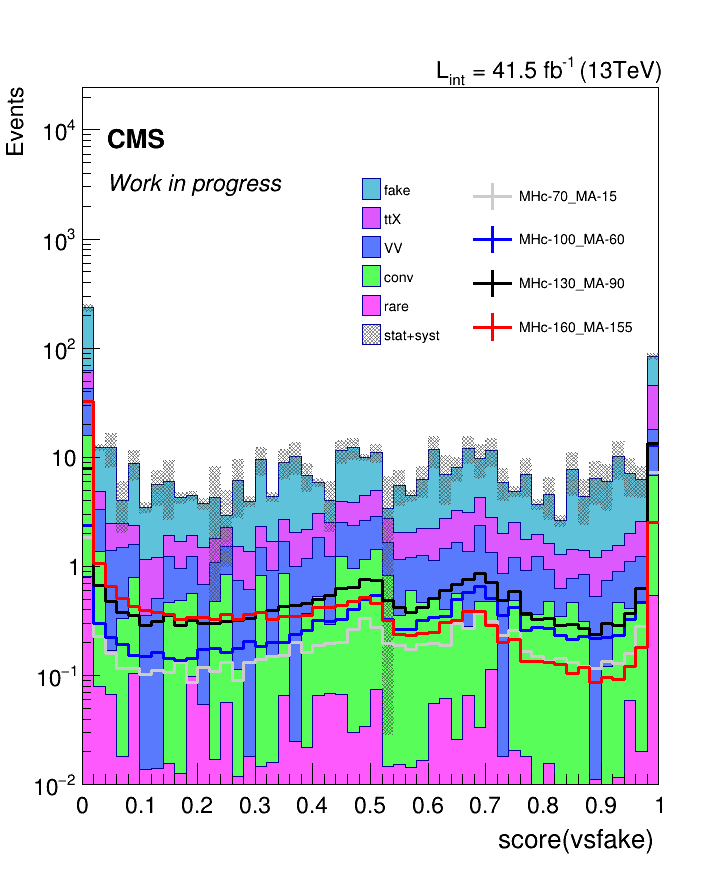 L_int = 41.5 fb^-1 (13TeV)
Events
CMS
Work in progress
fake
ttX
VV
conv
rare
stat+syst
MHc-70_MA-15
MHc-100_MA-60
MHc-130_MA-90
MHc-160_MA-155
10^4
10^3
10^2
10
1
10^-1
10^-2
0 0.1 0.2 0.3 0.4 0.5 0.6 0.7 0.8 0.9 1
score(vsfake)